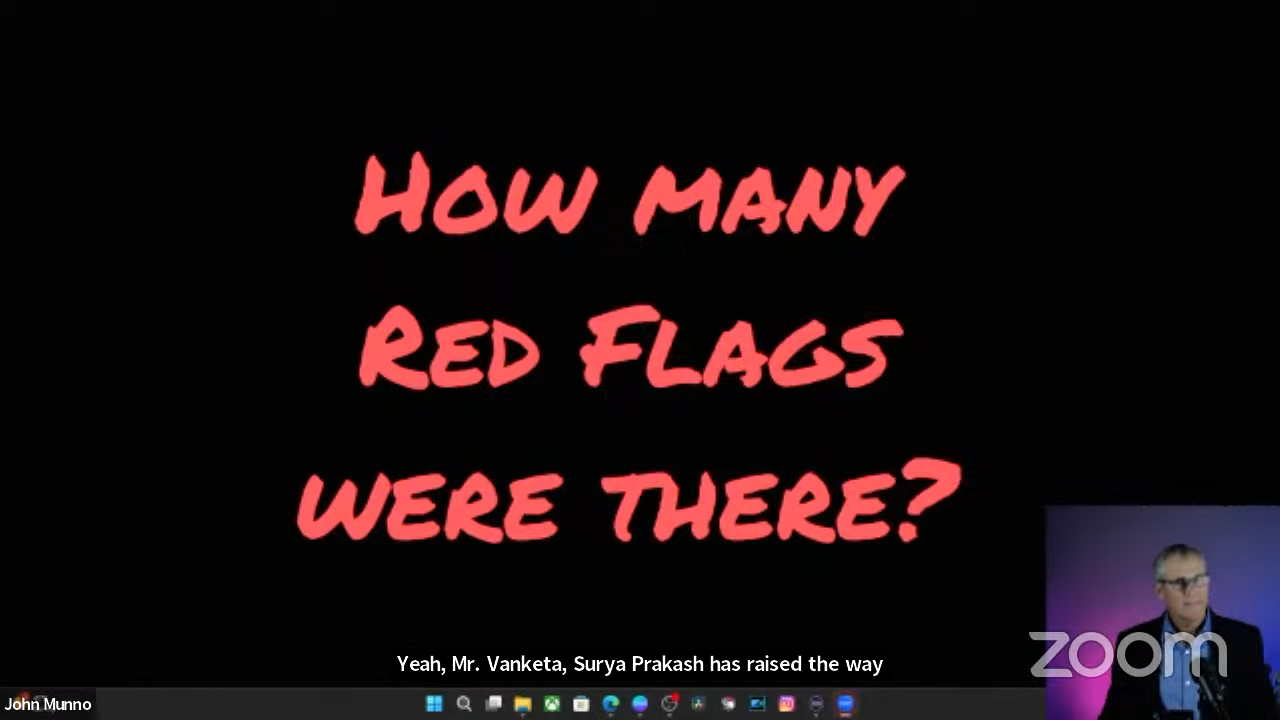 How many
Red Flags
were there?
zoom
Yeah, Mr. Vanketa, Surya Prakash has raised the way
John Munno